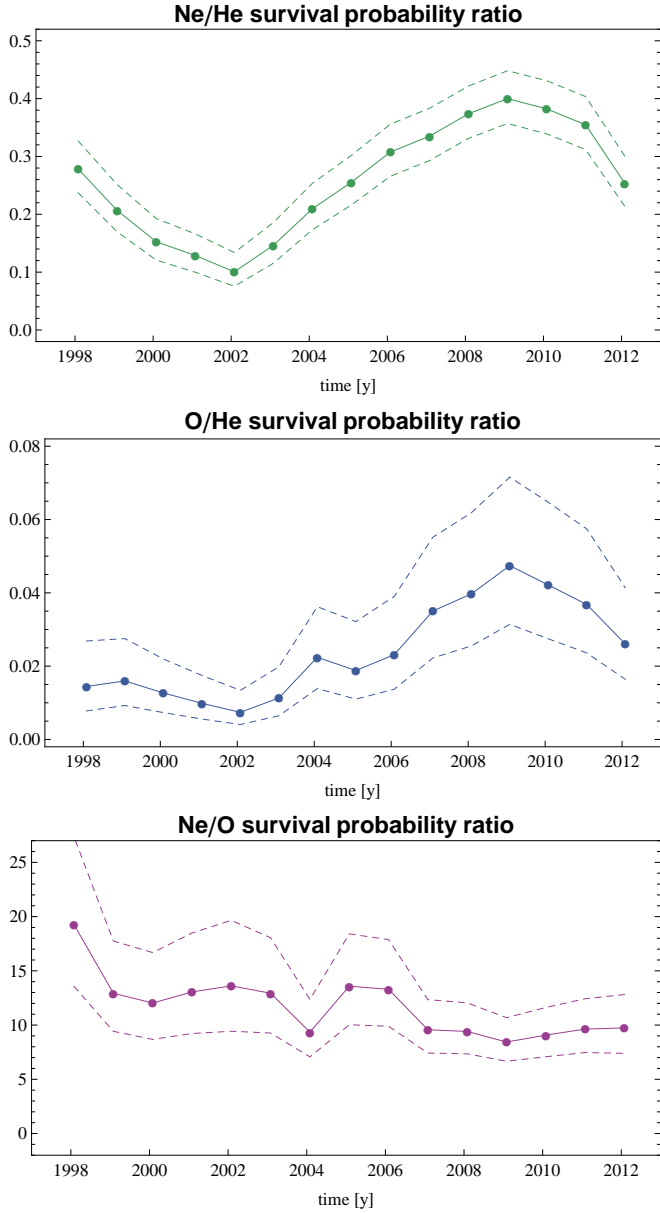 Ne/He survival probability ratio
0.5
0.4
0.3
0.2
0.1
0.0
1998 2000 2002 2004 2006 2008 2010 2012
time [y]
O/He survival probability ratio
0.08
0.06
0.04
0.02
0.00
1998 2000 2002 2004 2006 2008 2010 2012
time [y]
Ne/O survival probability ratio
25
20
15
10
5
0
1998 2000 2002 2004 2006 2008 2010 2012
time [y]